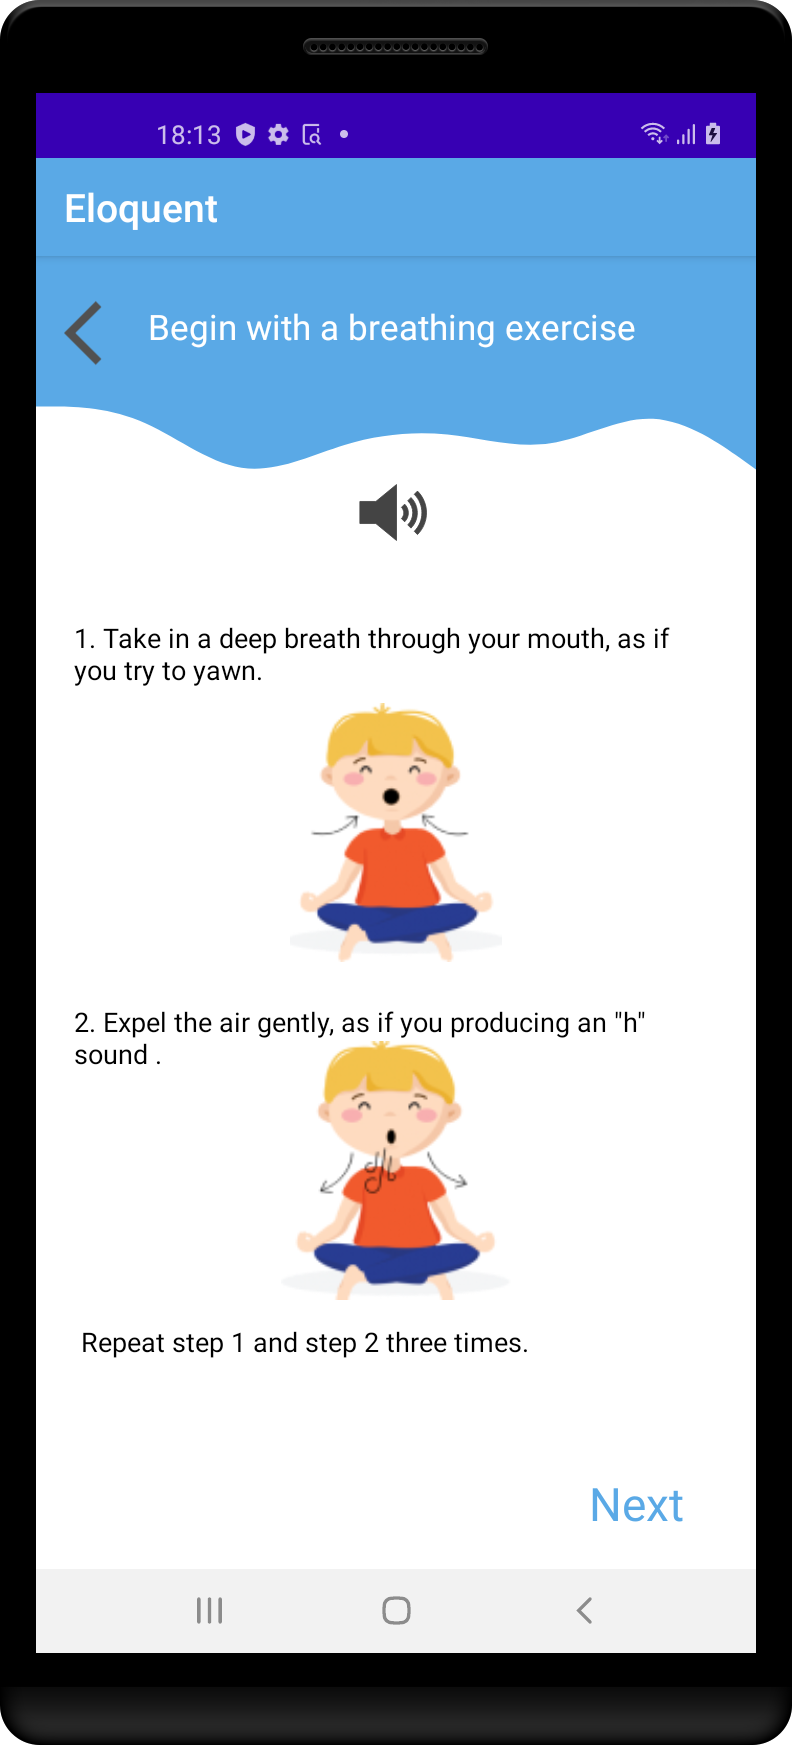 18:13
Eloquent
Begin with a breathing exercise
1. Take in a deep breath through your mouth, as if
you try to yawn.
2. Expel the air gently, as if you producing an "h"
sound .
H
Repeat step 1 and step 2 three times.
Next